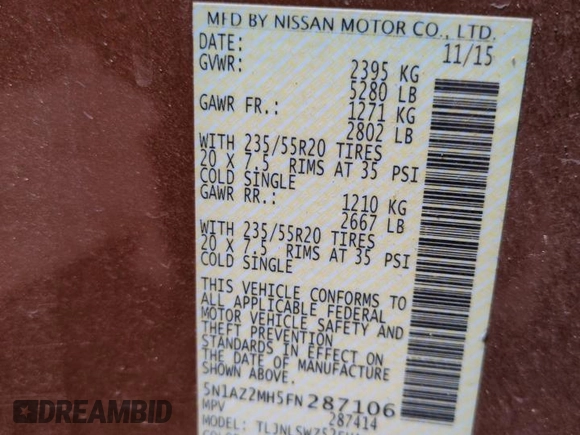 MFD BY NISSAN MOTOR CO., LTD.
DATE: 11/15
GVWR: 2395 KG
5280 LB
GAWR FR.: 1271 KG
2802 LB
WITH 235/55R20 TIRES
20 X 7.5 RIMS AT 35 PSI
COLD SINGLE
GAWR RR.: 1210 KG
2667 LB
WITH 235/55R20 TIRES
20 X 7.5 RIMS AT 35 PSI
COLD SINGLE
THIS VEHICLE CONFORMS TO
ALL APPLICABLE FEDERAL
MOTOR VEHICLE SAFETY AND
THEFT PREVENTION
STANDARDS IN EFFECT ON
THE DATE OF MANUFACTURE
SHOWN ABOVE.
5N1AZ2MH5FN287106
MPV 287414
DREAMBID